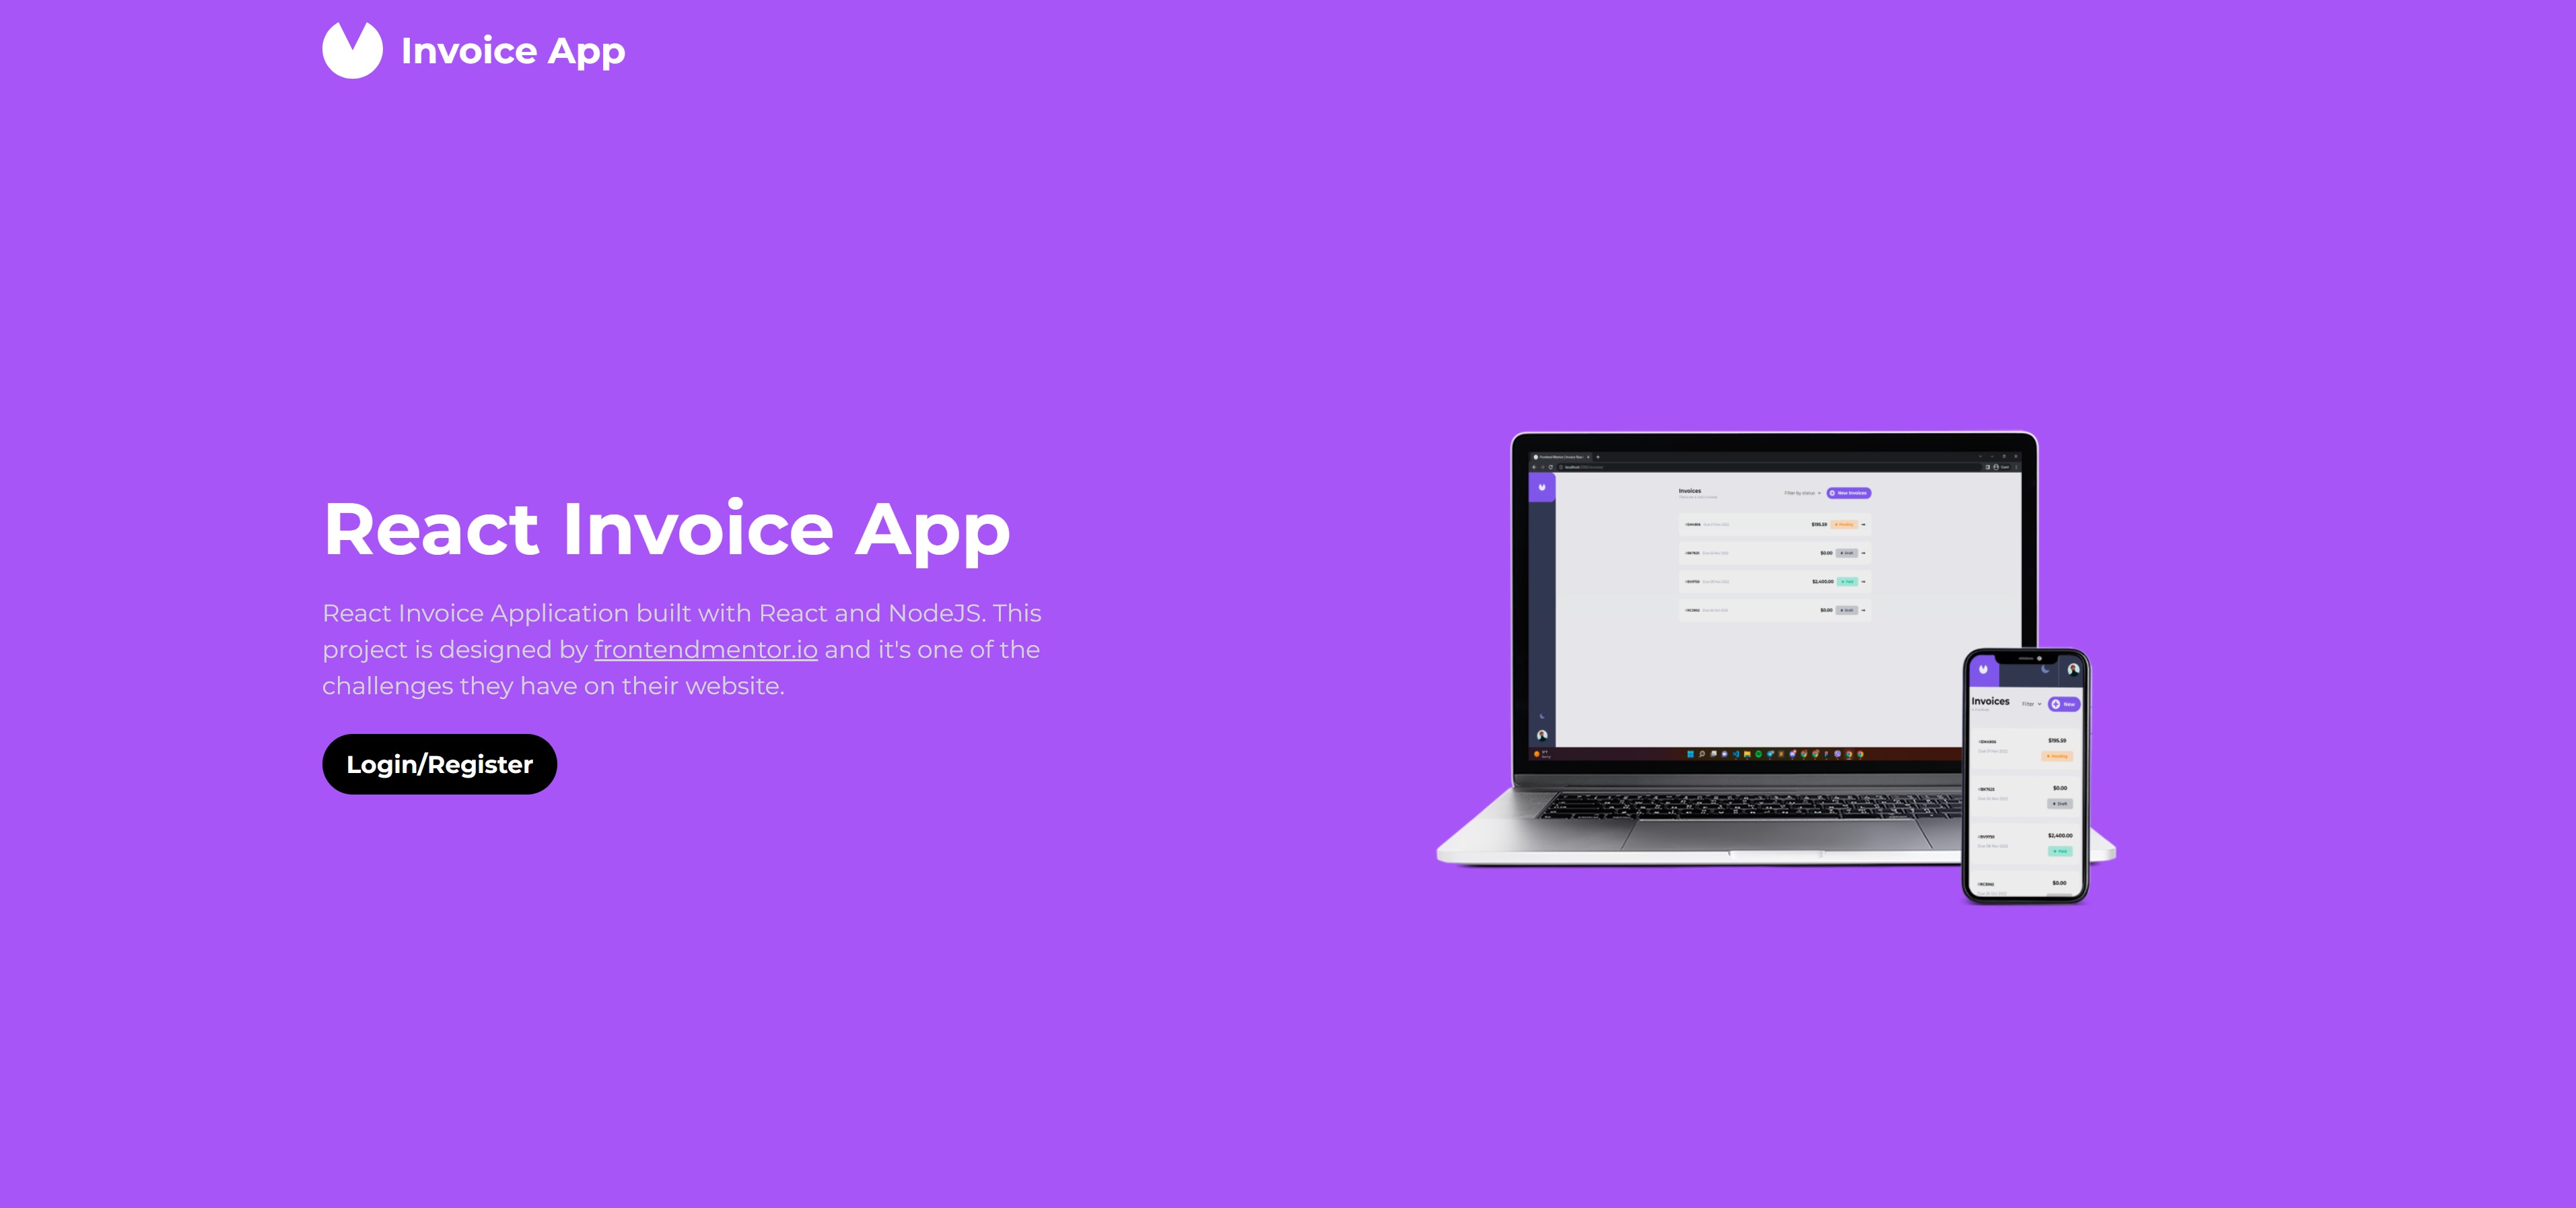 Invoice App
React Invoice App
React Invoice Application built with React and NodeJS. This
project is designed by frontendmentor.io and it's one of the
challenges they have on their website.
Login/Register
Invoices
Filter by status
New Invoice
$195.59
Pending
$0.00
Draft
$2,400.00
Paid
$0.00
Draft
Invoices
Filter
New
$195.59
Pending
$0.00
Draft
$2,400.00
Paid
$0.00